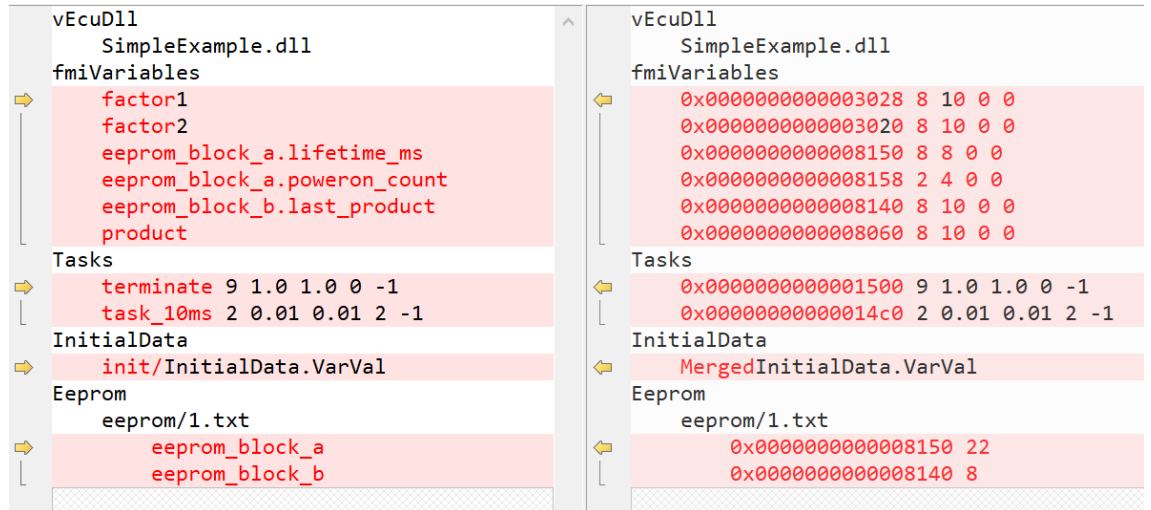 vEcuDll
SimpleExample.dll
fmiVariables
factor1
factor2
eeprom_block_a.lifetime_ms
eeprom_block_a.poweron_count
eeprom_block_b.last_product
product
Tasks
terminate 9 1.0 1.0 0 -1
task_10ms 2 0.01 0.01 2 -1
InitialData
init/InitialData.VarVal
Eeprom
eeprom/1.txt
eeprom_block_a
eeprom_block_b
vEcuDll
SimpleExample.dll
fmiVariables
0x0000000000003028 8 10 0 0
0x0000000000003020 8 10 0 0
0x0000000000008150 8 8 0 0
0x0000000000008158 2 4 0 0
0x0000000000008140 8 10 0 0
0x0000000000008060 8 10 0 0
Tasks
0x0000000000001500 9 1.0 1.0 0 -1
0x00000000000014c0 2 0.01 0.01 2 -1
InitialData
MergedInitialData.VarVal
Eeprom
eeprom/1.txt
0x0000000000008150 22
0x0000000000008140 8